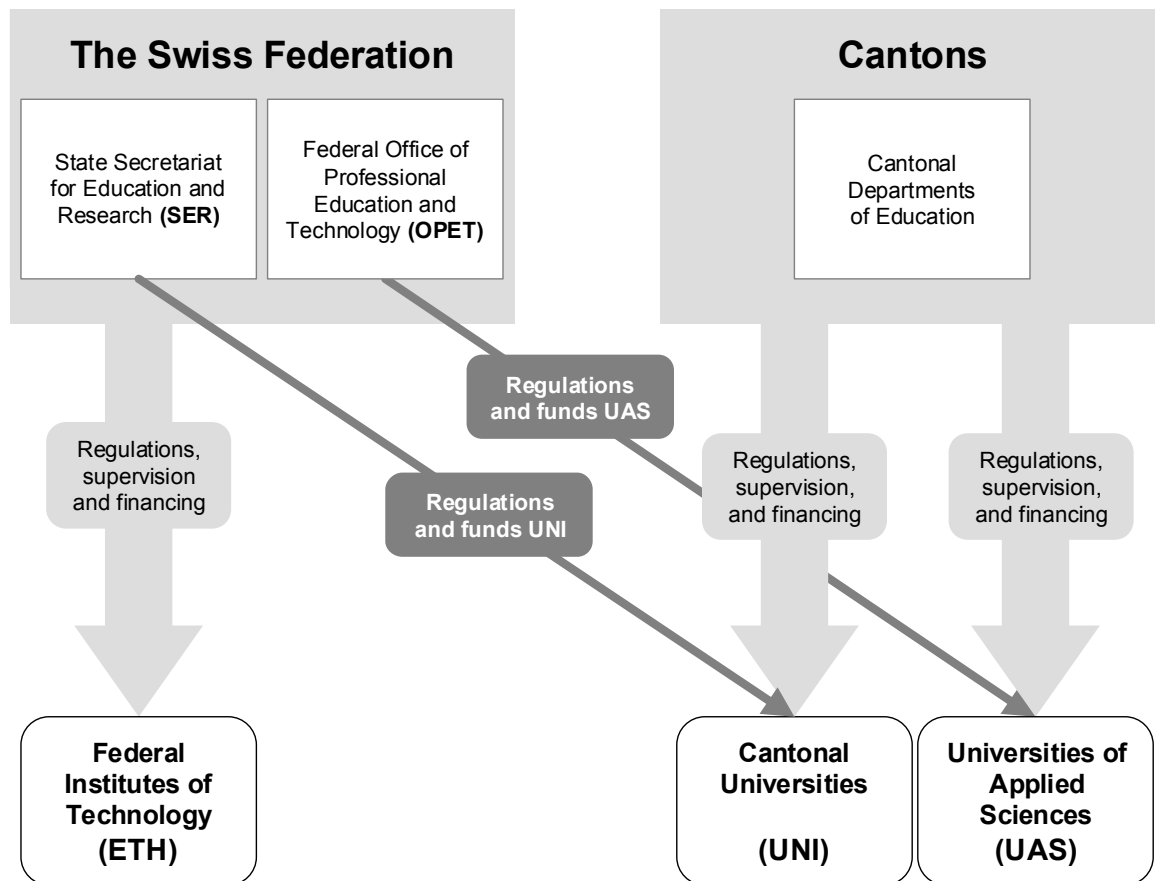 The Swiss Federation
State Secretariat
for Education and
Research (SER)
Federal Office of
Professional
Education and
Technology (OPET)
Cantons
Cantonal
Departments
of Education
Regulations
and funds UAS
Regulations,
supervision
and financing
Regulations
and funds UNI
Regulations,
supervision,
and financing
Regulations,
supervision,
and financing
Federal
Institutes of
Technology
(ETH)
Cantonal
Universities
(UNI)
Universities of
Applied
Sciences
(UAS)